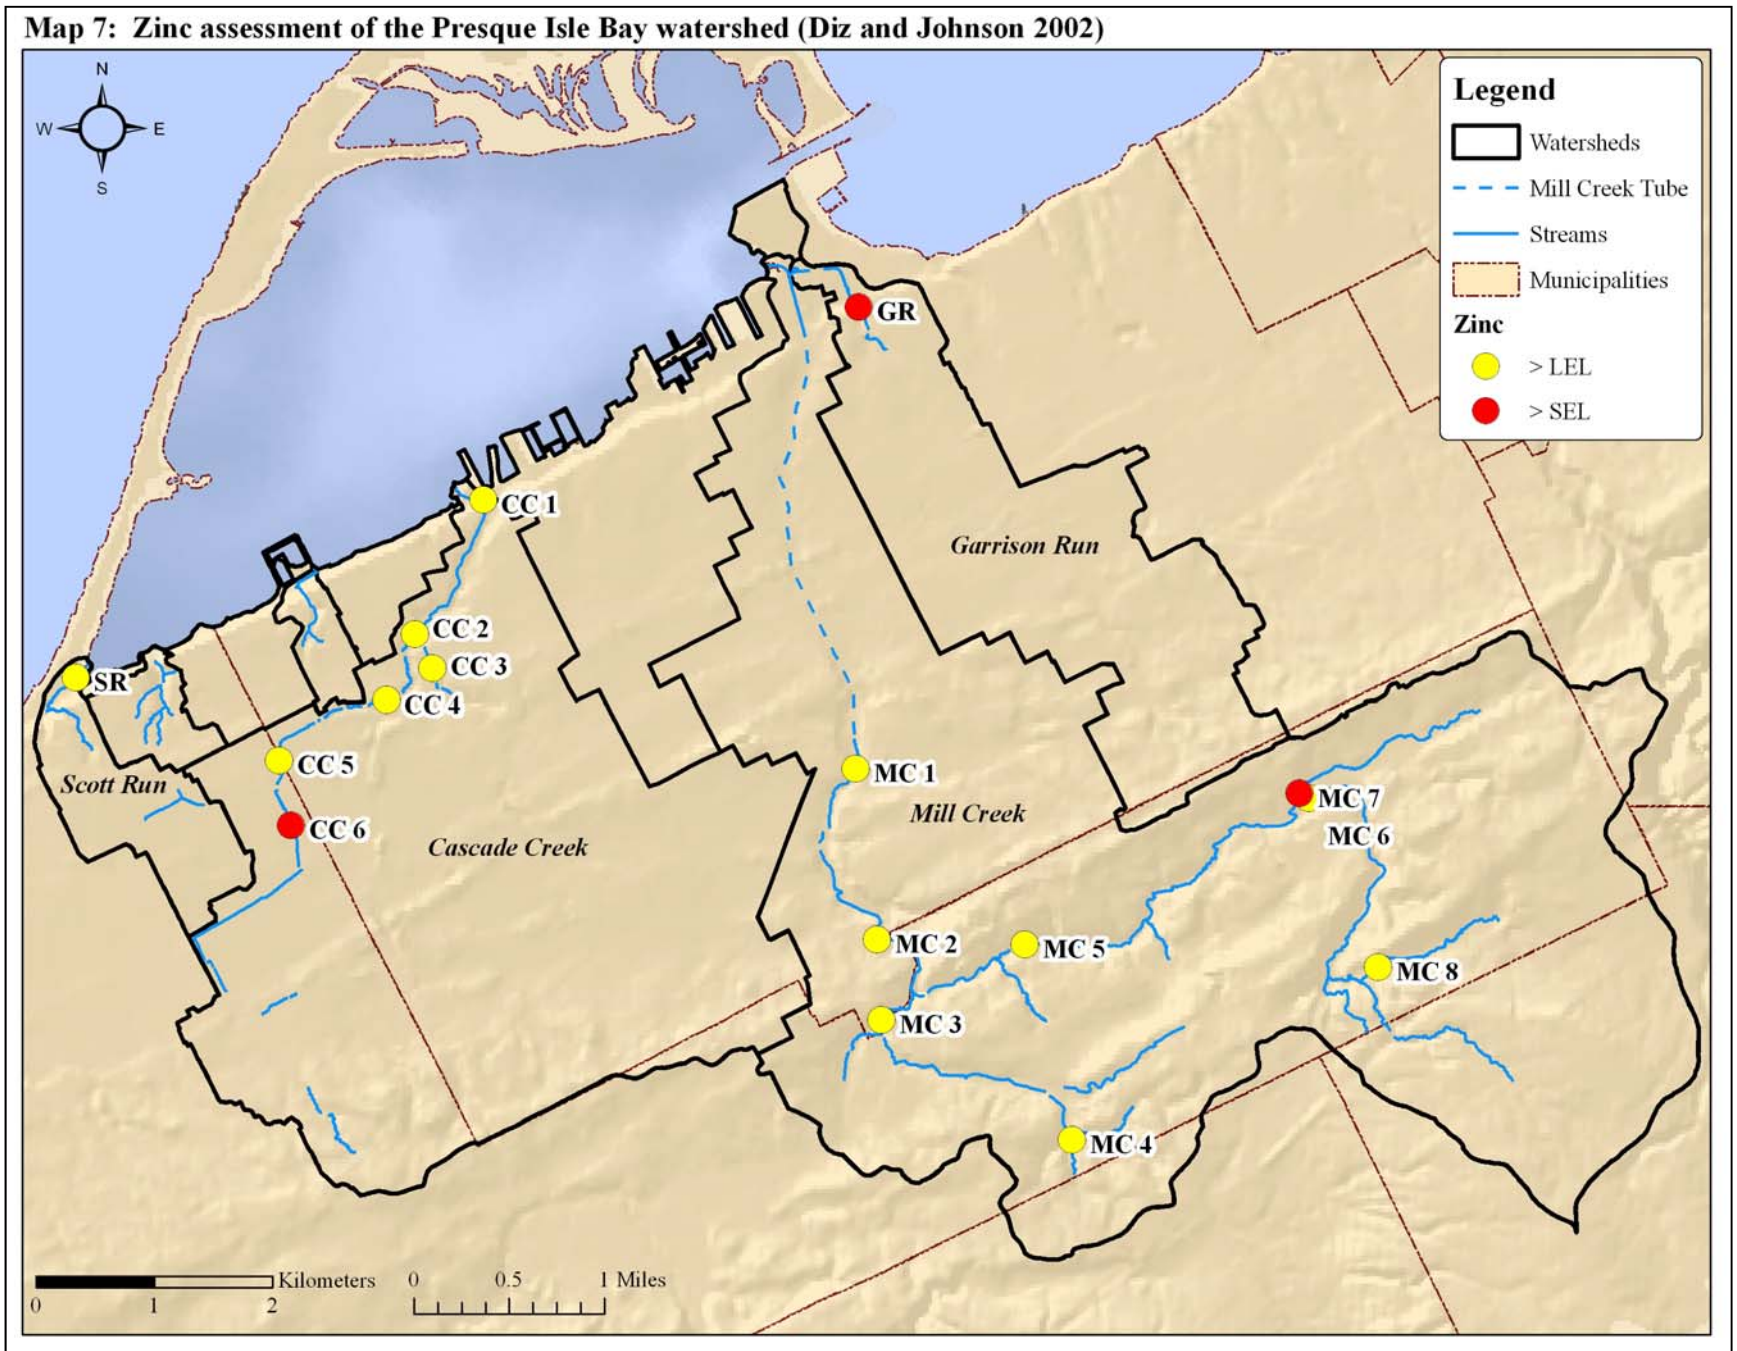 Map 7: Zinc assessment of the Presque Isle Bay watershed (Diz and Johnson 2002)
N
W E
S
Legend
Watersheds
Mill Creek Tube
Streams
Municipalities
Zinc
> LEL
> SEL
GR
CC 1
Garrison Run
CC 2
CC 3
SR
CC 4
CC 5
Scott Run
MC 1
MC 7
Mill Creek
CC 6
MC 6
Cascade Creek
MC 2
MC 5
MC 8
MC 3
MC 4
Kilometers
0 1 2
0 0.5 1 Miles